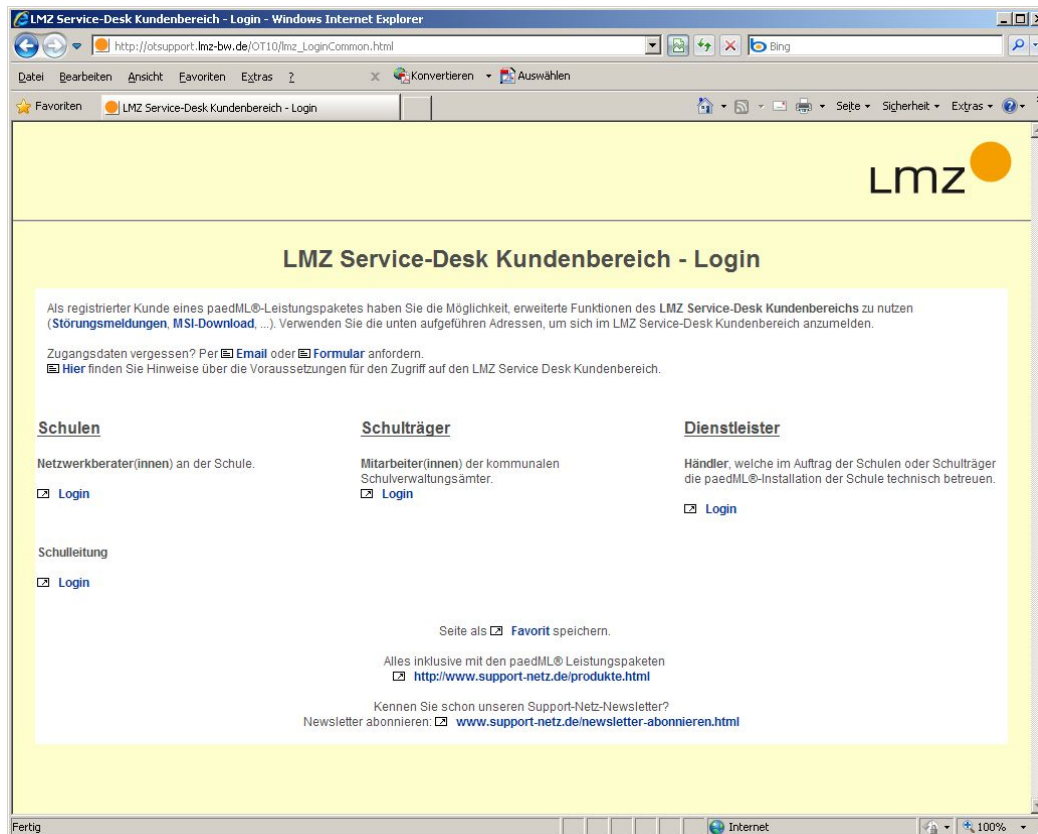 LMZ Service-Desk Kundenbereich - Login - Windows Internet Explorer
http://otsupport.lmz-bw.de/OT10/lmz_LoginCommon.html
Bing
Datei Bearbeiten Ansicht Favoriten Extras ? x Konvertieren Auswählen
Favoriten LMZ Service-Desk Kundenbereich - Login Seite Sicherheit Extras
LMZ
LMZ Service-Desk Kundenbereich - Login
Als registrierter Kunde eines paedML®-Leistungspaketes haben Sie die Möglichkeit, erweiterte Funktionen des LMZ Service-Desk Kundenbereichs zu nutzen
(Störungsmeldungen, MSI-Download, ...). Verwenden Sie die unten aufgeführen Adressen, um sich im LMZ Service-Desk Kundenbereich anzumelden.
Zugangsdaten vergessen? Per Email oder Formular anfordern.
Hier finden Sie Hinweise über die Voraussetzungen für den Zugriff auf den LMZ Service Desk Kundenbereich.
Schulen
Netzwerkberater(innen) an der Schule.
Login
Schulleitung
Login
Schulträger
Mitarbeiter(innen) der kommunalen
Schulverwaltungsämter.
Login
Dienstleister
Händler, welche im Auftrag der Schulen oder Schulträger
die paedML®-Installation der Schule technisch betreuen.
Login
Seite als Favorit speichern.
Alles inklusive mit den paedML® Leistungspaketen
http://www.support-netz.de/produkte.html
Kennen Sie schon unseren Support-Netz-Newsletter?
Newsletter abonnieren: www.support-netz.de/newsletter-abonnieren.html
Fertig Internet 100%